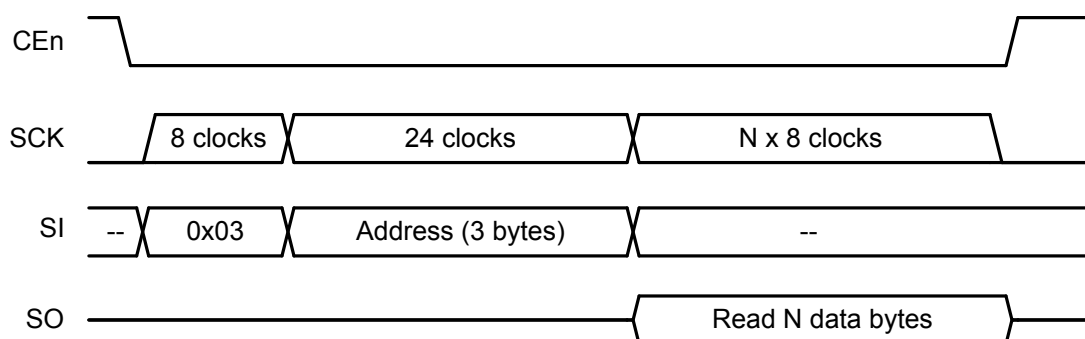 CEn
SCK 8 clocks 24 clocks N x 8 clocks
SI -- 0x03 Address (3 bytes) --
SO Read N data bytes